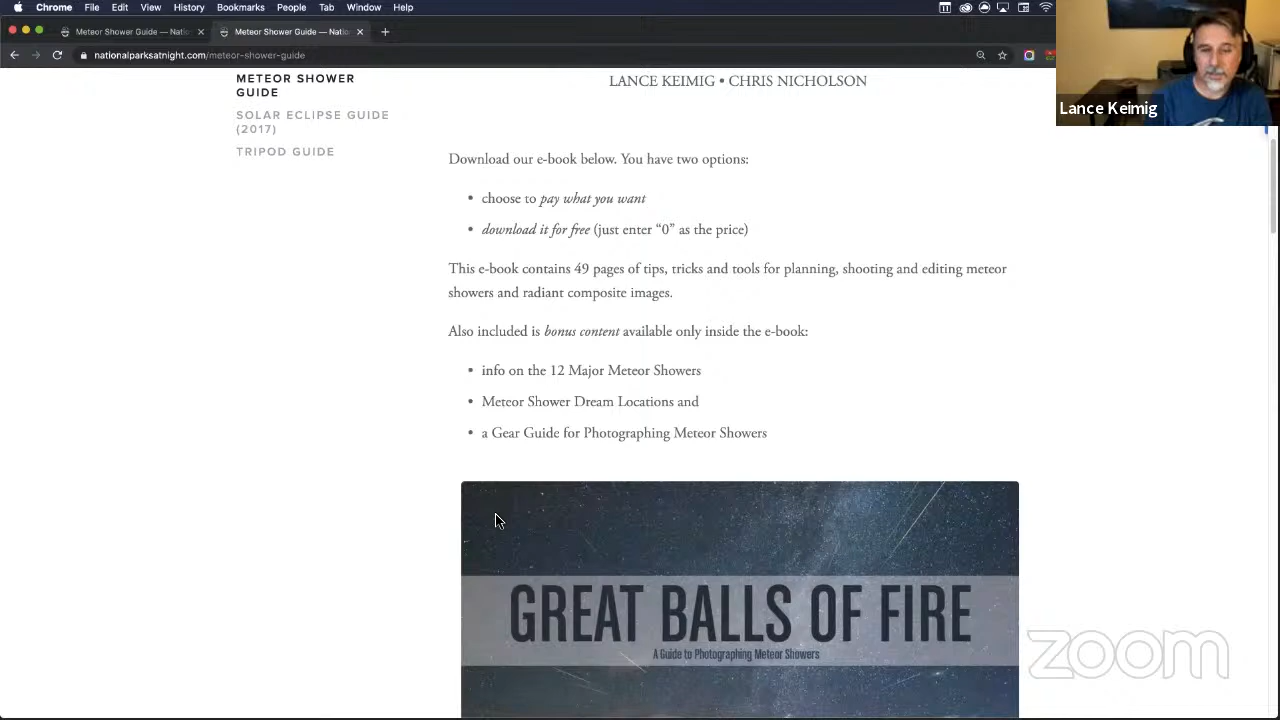 Chrome File Edit View History Bookmarks People Tab Window Help
Meteor Shower Guide — Natio
Meteor Shower Guide — Natio
nationalparksatnight.com/meteor-shower-guide
Lance Keimig
METEOR SHOWER
GUIDE
SOLAR ECLIPSE GUIDE
(2017)
TRIPOD GUIDE
LANCE KEIMIG • CHRIS NICHOLSON
Download our e-book below. You have two options:
• choose to pay what you want
• download it for free (just enter “0” as the price)
This e-book contains 49 pages of tips, tricks and tools for planning, shooting and editing meteor
showers and radiant composite images.
Also included is bonus content available only inside the e-book:
• info on the 12 Major Meteor Showers
• Meteor Shower Dream Locations and
• a Gear Guide for Photographing Meteor Showers
GREAT BALLS OF FIRE
A Guide to Photographing Meteor Showers
zoom